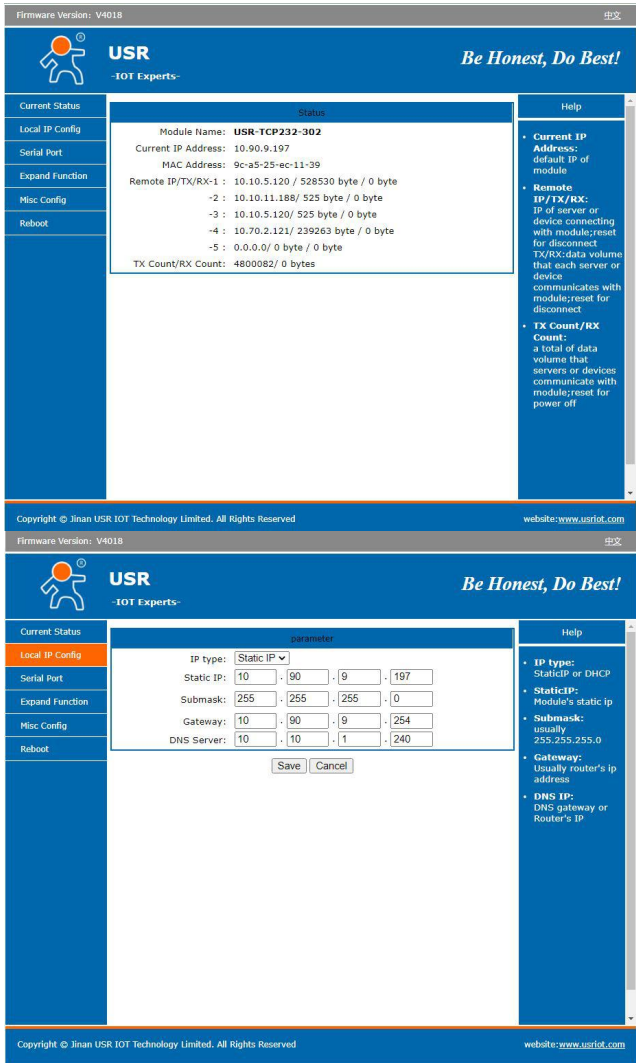 Firmware Version: V4018
中文
USR
-IOT Experts-
Be Honest, Do Best!
Current Status
Local IP Config
Serial Port
Expand Function
Misc Config
Reboot
Status
Module Name: USR-TCP232-302
Current IP Address: 10.90.9.197
MAC Address: 9c-a5-25-ec-11-39
Remote IP/TX/RX-1 : 10.10.5.120 / 528530 byte / 0 byte
-2 : 10.10.11.188/ 525 byte / 0 byte
-3 : 10.10.5.120/ 525 byte / 0 byte
-4 : 10.70.2.121/ 239263 byte / 0 byte
-5 : 0.0.0.0/ 0 byte / 0 byte
TX Count/RX Count: 4800082/ 0 bytes
Help
• Current IP
Address:
default IP of
module
• Remote
IP/TX/RX:
IP of server or
device connecting
with module;reset
for disconnect
TX/RX:data volume
that each server or
device
communicates with
module;reset for
disconnect
• TX Count/RX
Count:
a total of data
volume that
servers or devices
communicate with
module;reset for
power off
Copyright © Jinan USR IOT Technology Limited. All Rights Reserved
website:www.usriot.com
Firmware Version: V4018
中文
USR
-IOT Experts-
Be Honest, Do Best!
Current Status
Local IP Config
Serial Port
Expand Function
Misc Config
Reboot
parameter
IP type: Static IP
Static IP: 10 . 90 . 9 . 197
Submask: 255 . 255 . 255 . 0
Gateway: 10 . 90 . 9 . 254
DNS Server: 10 . 10 . 1 . 240
Save Cancel
Help
• IP type:
StaticIP or DHCP
• StaticIP:
Module's static ip
• Submask:
usually
255.255.255.0
• Gateway:
Usually router's ip
address
• DNS IP:
DNS gateway or
Router's IP
Copyright © Jinan USR IOT Technology Limited. All Rights Reserved
website:www.usriot.com